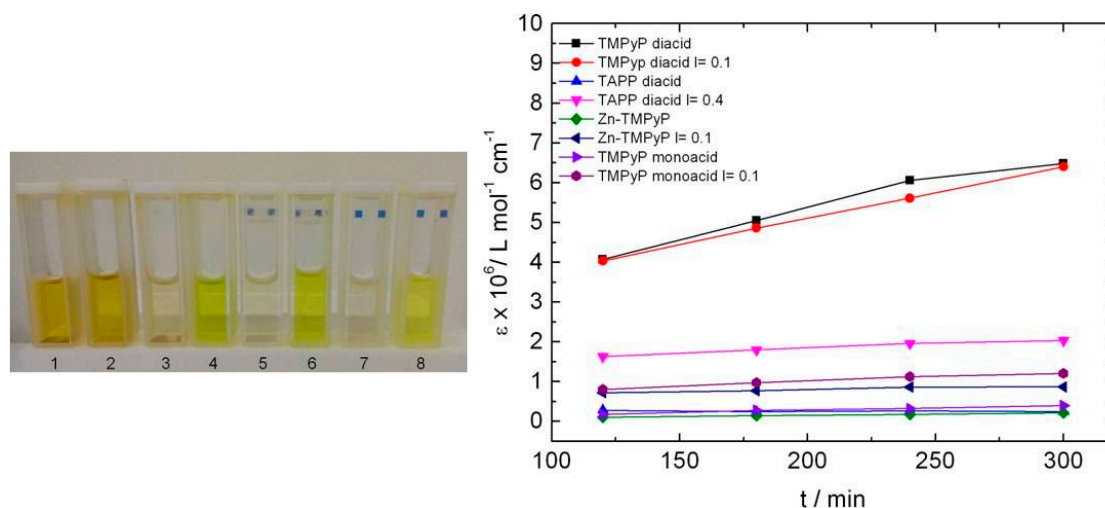 1 2 3 4 5 6 7 8
ε x 10⁶ / L mol⁻¹ cm⁻¹
10
9
8
7
6
5
4
3
2
1
0
TMPyP diacid
TMPyp diacid I= 0.1
TAPP diacid
TAPP diacid I= 0.4
Zn-TMPyP
Zn-TMPyP I= 0.1
TMPyP monoacid
TMPyP monoacid I= 0.1
100 150 200 250 300
t / min